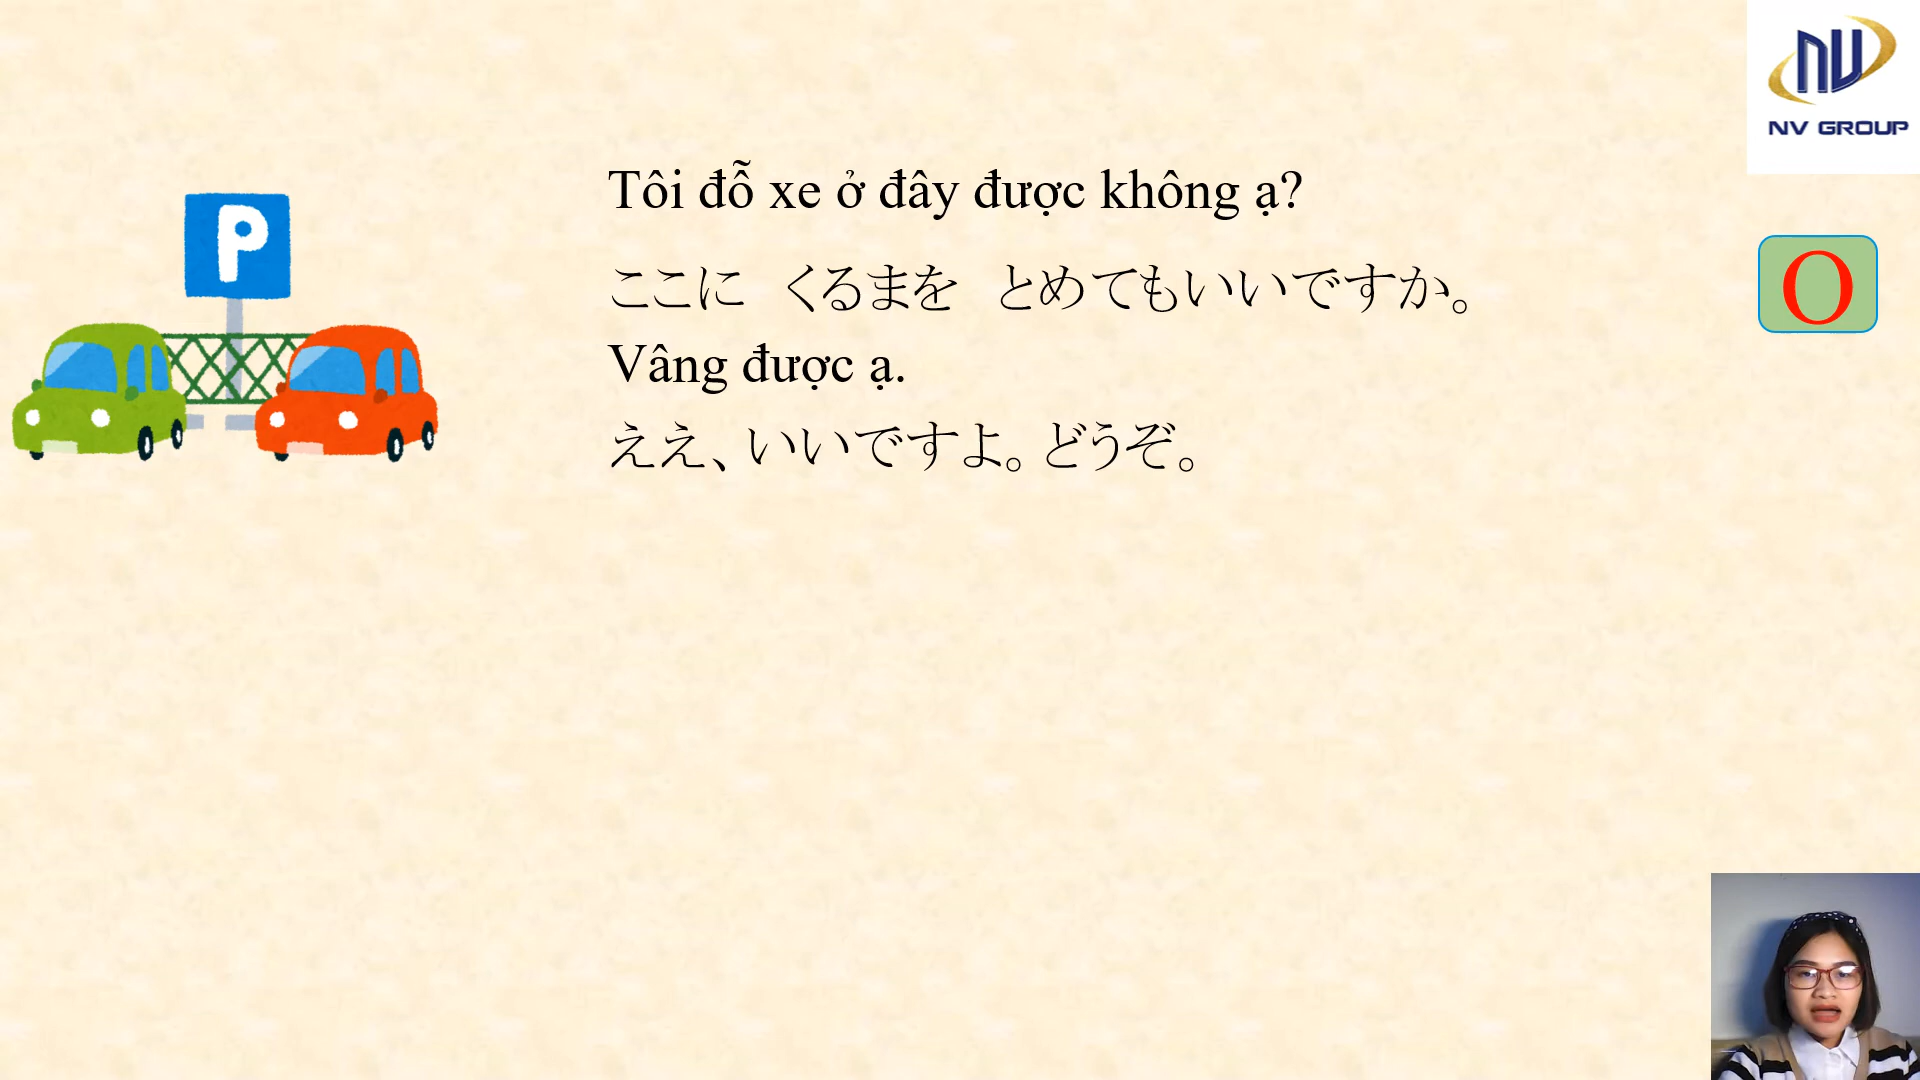 NV GROUP
P
Tôi đỗ xe ở đây được không ạ?
ここに　くるまを　とめてもいいですか。
O
Vâng được ạ.
ええ、いいですよ。どうぞ。